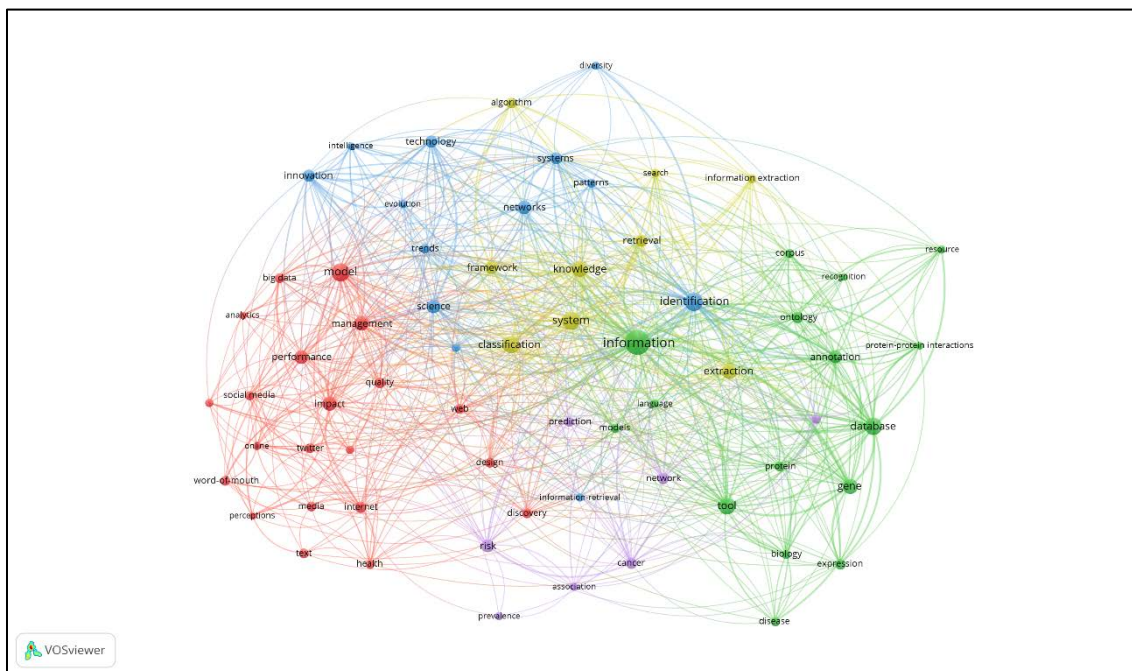 diversity
algorithm
technology
intelligence
systems
search
information extraction
innovation
patterns
evolution
networks
retrieval
trends
corpus
resource
framework
knowledge
model
big data
recognition
identification
science
analytics
management
system
ontology
classification
information
performance
annotation
protein-protein interactions
extraction
quality
social media
impact
web
language
prediction
models
database
online
twitter
design
protein
word-of-mouth
network
gene
information retrieval
media
internet
tool
perceptions
discovery
risk
text
health
cancer
biology
expression
association
prevalence
disease
VOSviewer